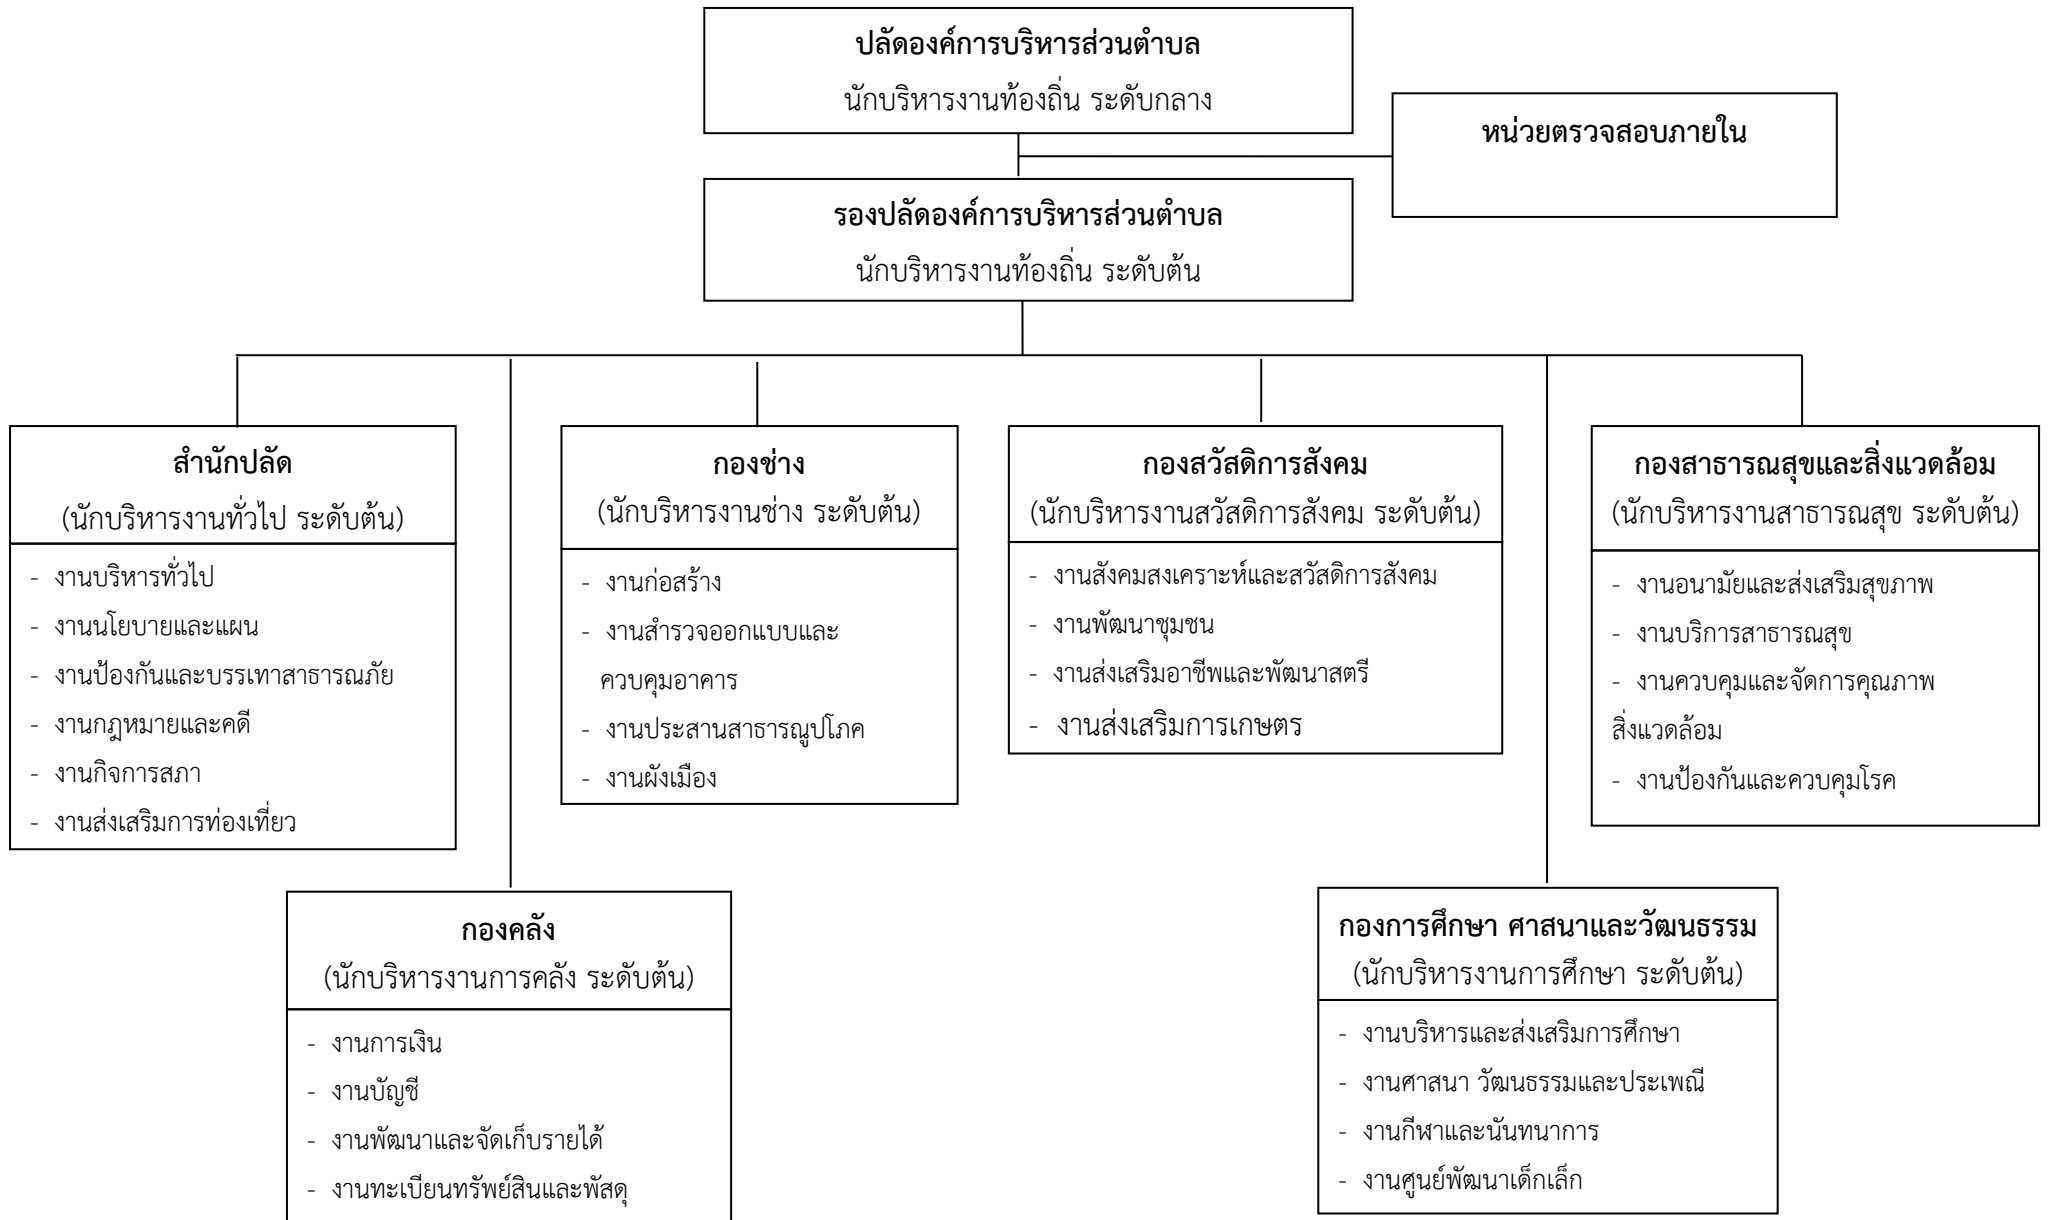 ปลัดองค์การบริหารส่วนตำบล
นักบริหารงานท้องถิ่น ระดับกลาง
หน่วยตรวจสอบภายใน
รองปลัดองค์การบริหารส่วนตำบล
นักบริหารงานท้องถิ่น ระดับต้น
สำนักปลัด
(นักบริหารงานทั่วไป ระดับต้น)
- งานบริหารทั่วไป
- งานนโยบายและแผน
- งานป้องกันและบรรเทาสาธารณภัย
- งานกฎหมายและคดี
- งานกิจการสภา
- งานส่งเสริมการท่องเที่ยว
กองช่าง
(นักบริหารงานช่าง ระดับต้น)
- งานก่อสร้าง
- งานสำรวจออกแบบและ
ควบคุมอาคาร
- งานประสานสาธารณูปโภค
- งานผังเมือง
กองสวัสดิการสังคม
(นักบริหารงานสวัสดิการสังคม ระดับต้น)
- งานสังคมสงเคราะห์และสวัสดิการสังคม
- งานพัฒนาชุมชน
- งานส่งเสริมอาชีพและพัฒนาสตรี
- งานส่งเสริมการเกษตร
กองสาธารณสุขและสิ่งแวดล้อม
(นักบริหารงานสาธารณสุข ระดับต้น)
- งานอนามัยและส่งเสริมสุขภาพ
- งานบริการสาธารณสุข
- งานควบคุมและจัดการคุณภาพ
สิ่งแวดล้อม
- งานป้องกันและควบคุมโรค
กองคลัง
(นักบริหารงานการคลัง ระดับต้น)
- งานการเงิน
- งานบัญชี
- งานพัฒนาและจัดเก็บรายได้
- งานทะเบียนทรัพย์สินและพัสดุ
กองการศึกษา ศาสนาและวัฒนธรรม
(นักบริหารงานการศึกษา ระดับต้น)
- งานบริหารและส่งเสริมการศึกษา
- งานศาสนา วัฒนธรรมและประเพณี
- งานกีฬาและนันทนาการ
- งานศูนย์พัฒนาเด็กเล็ก